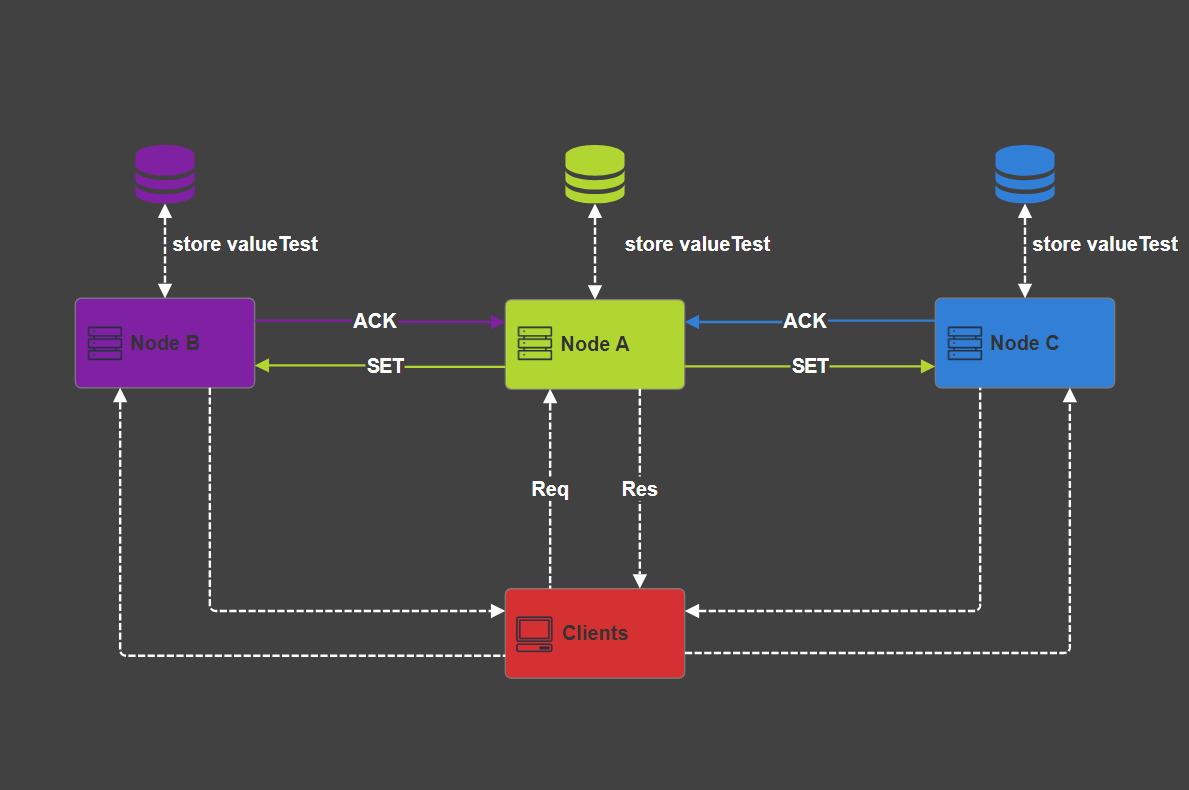 store valueTest
store valueTest
store valueTest
ACK
ACK
Node B
Node A
Node C
SET
SET
Req
Res
Clients